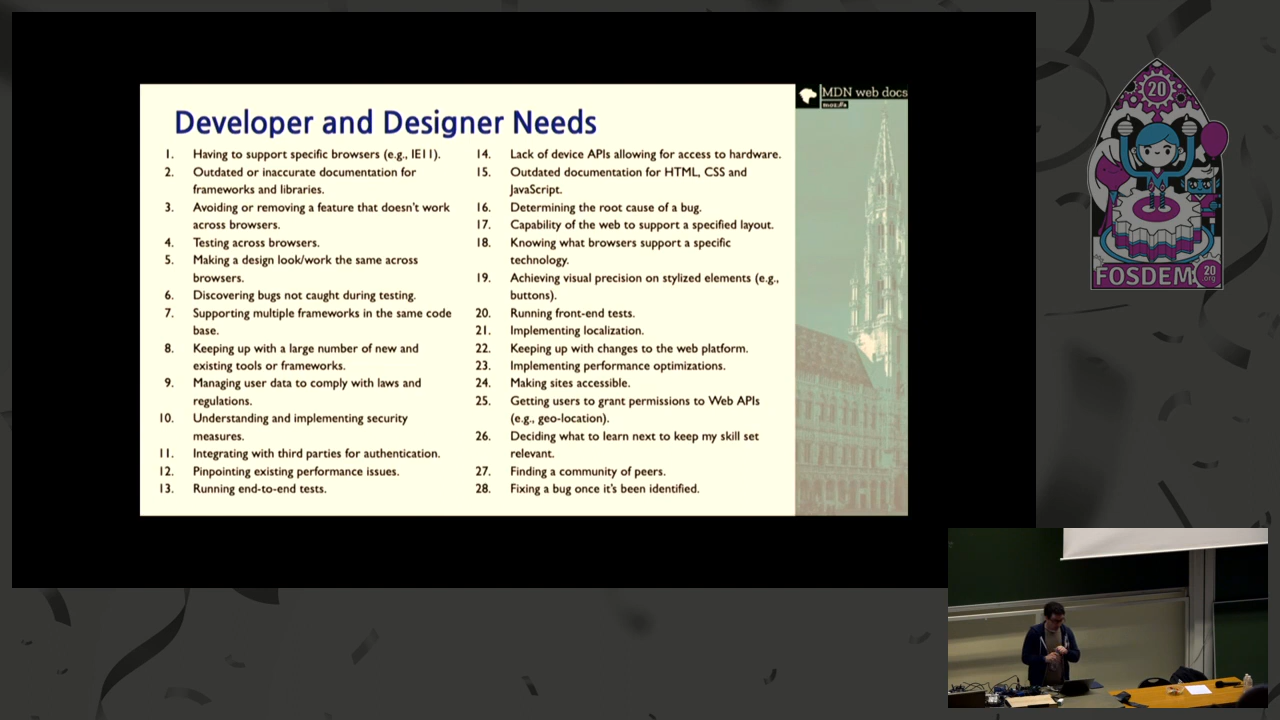 Developer and Designer Needs
1. Having to support specific browsers (e.g., IE11).
2. Outdated or inaccurate documentation for
frameworks and libraries.
3. Avoiding or removing a feature that doesn't work
across browsers.
4. Testing across browsers.
5. Making a design look/work the same across
browsers.
6. Discovering bugs not caught during testing.
7. Supporting multiple frameworks in the same code
base.
8. Keeping up with a large number of new and
existing tools or frameworks.
9. Managing user data to comply with laws and
regulations.
10. Understanding and implementing security
measures.
11. Integrating with third parties for authentication.
12. Pinpointing existing performance issues.
13. Running end-to-end tests.
14. Lack of device APIs allowing for access to hardware.
15. Outdated documentation for HTML, CSS and
JavaScript.
16. Determining the root cause of a bug.
17. Capability of the web to support a specified layout.
18. Knowing what browsers support a specific
technology.
19. Achieving visual precision on stylized elements (e.g.,
buttons).
20. Running front-end tests.
21. Implementing localization.
22. Keeping up with changes to the web platform.
23. Implementing performance optimizations.
24. Making sites accessible.
25. Getting users to grant permissions to Web APIs
(e.g., geo-location).
26. Deciding what to learn next to keep my skill set
relevant.
27. Finding a community of peers.
28. Fixing a bug once it's been identified.
MDN web docs
moz://a
20
FOSDEM
20
.org